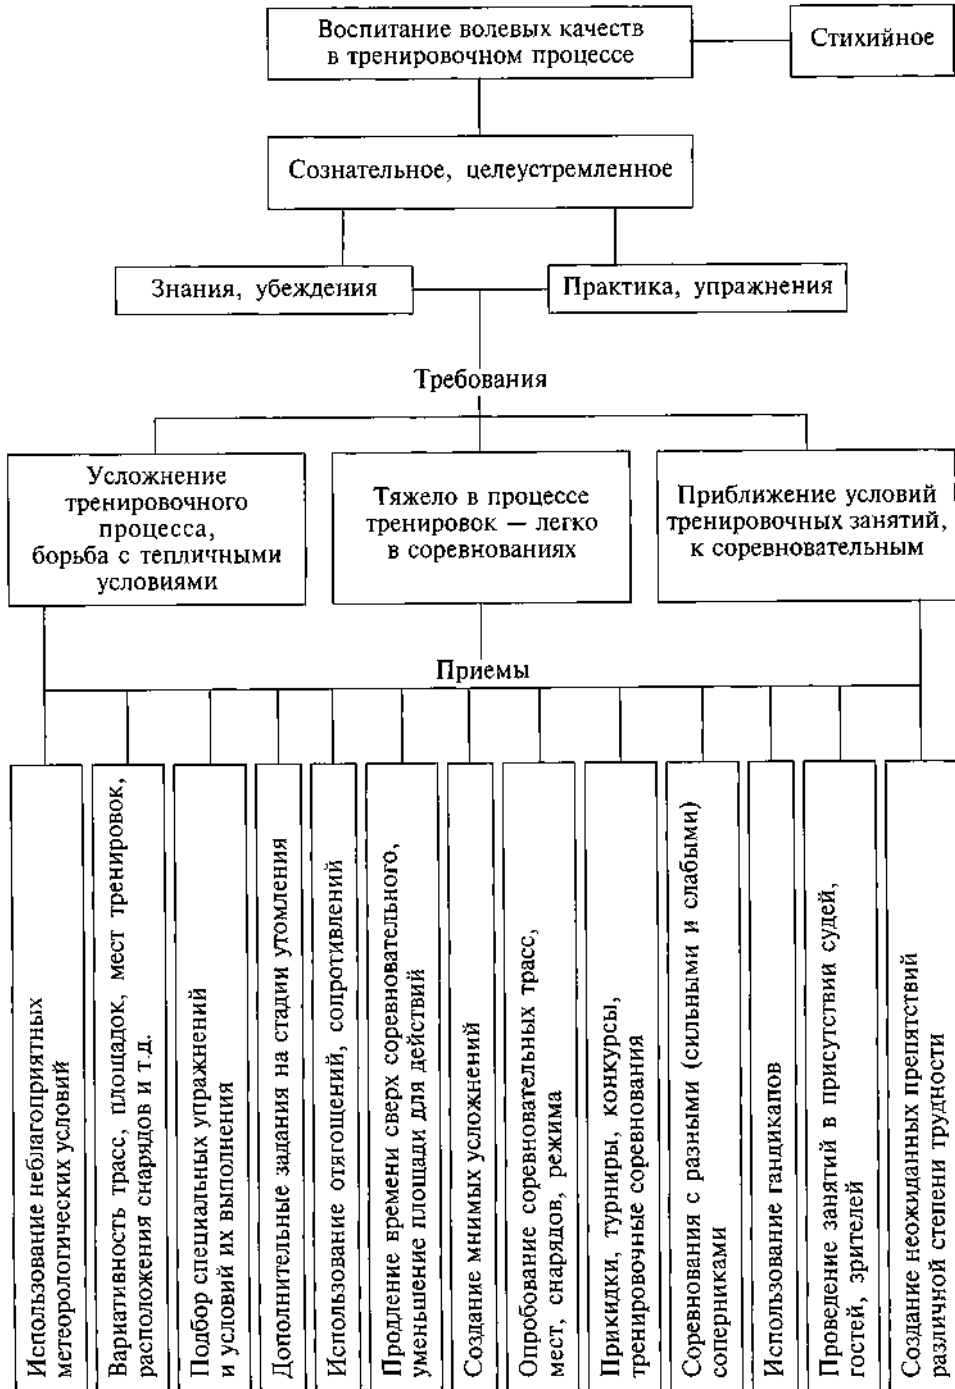 Воспитание волевых качеств
в тренировочном процессе
Стихийное
Сознательное, целеустремленное
Знания, убеждения
Практика, упражнения
Требования
Усложнение
тренировочного
процесса,
борьба с тепличными
условиями
Тяжело в процессе
тренировок — легко
в соревнованиях
Приближение условий
тренировочных занятий,
к соревновательным
Приемы
Использование неблагоприятных
метеорологических условий
Вариативность трасс, площадок, мест тренировок,
расположения снарядов и т.д.
Подбор специальных упражнений
и условий их выполнения
Дополнительные задания на стадии утомления
Использование отягощений, сопротивлений
Продление времени сверх соревновательного,
уменьшение площади для действий
Создание мнимых усложнений
Опробование соревновательных трасс,
мест, снарядов, режима
Прикидки, турниры, конкурсы,
тренировочные соревнования
Соревнования с разными (сильными и слабыми)
соперниками
Использование гандикапов
Проведение занятий в присутствии судей,
гостей, зрителей
Создание неожиданных препятствий
различной степени трудности